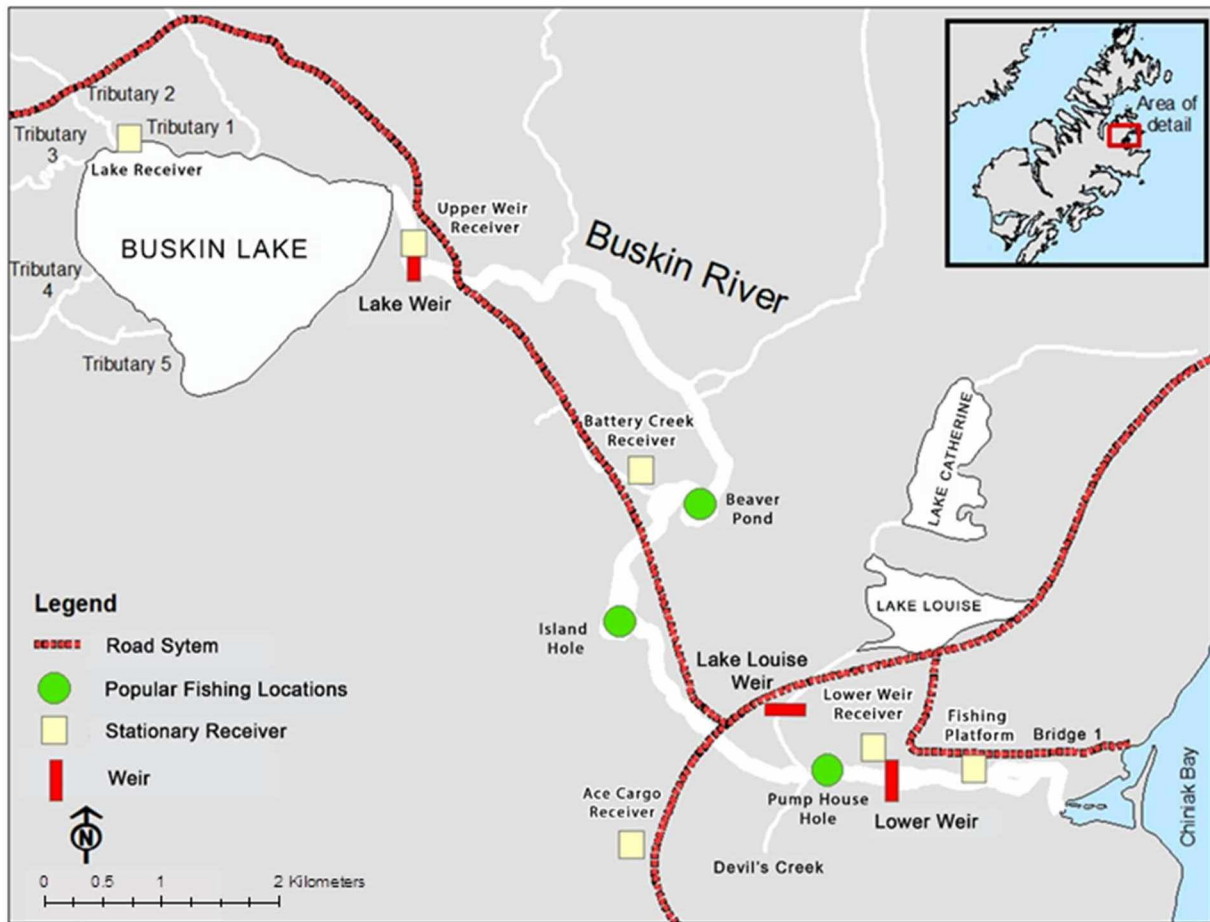 Tributary 2
Tributary 1
Tributary
3
Lake Receiver
BUSKIN LAKE
Tributary
4
Tributary 5
Upper Weir
Receiver
Lake Weir
Buskin River
Area of
detail
Battery Creek
Receiver
Beaver
Pond
LAKE CATHERINE
LAKE LOUISE
Island
Hole
Lake Louise
Weir
Lower Weir
Receiver
Fishing
Platform
Bridge 1
Chiniak Bay
Ace Cargo
Receiver
Pump House
Hole
Lower Weir
Devil's Creek
Legend
Road Sytem
Popular Fishing Locations
Stationary Receiver
Weir
N
0 0.5 1 2 Kilometers